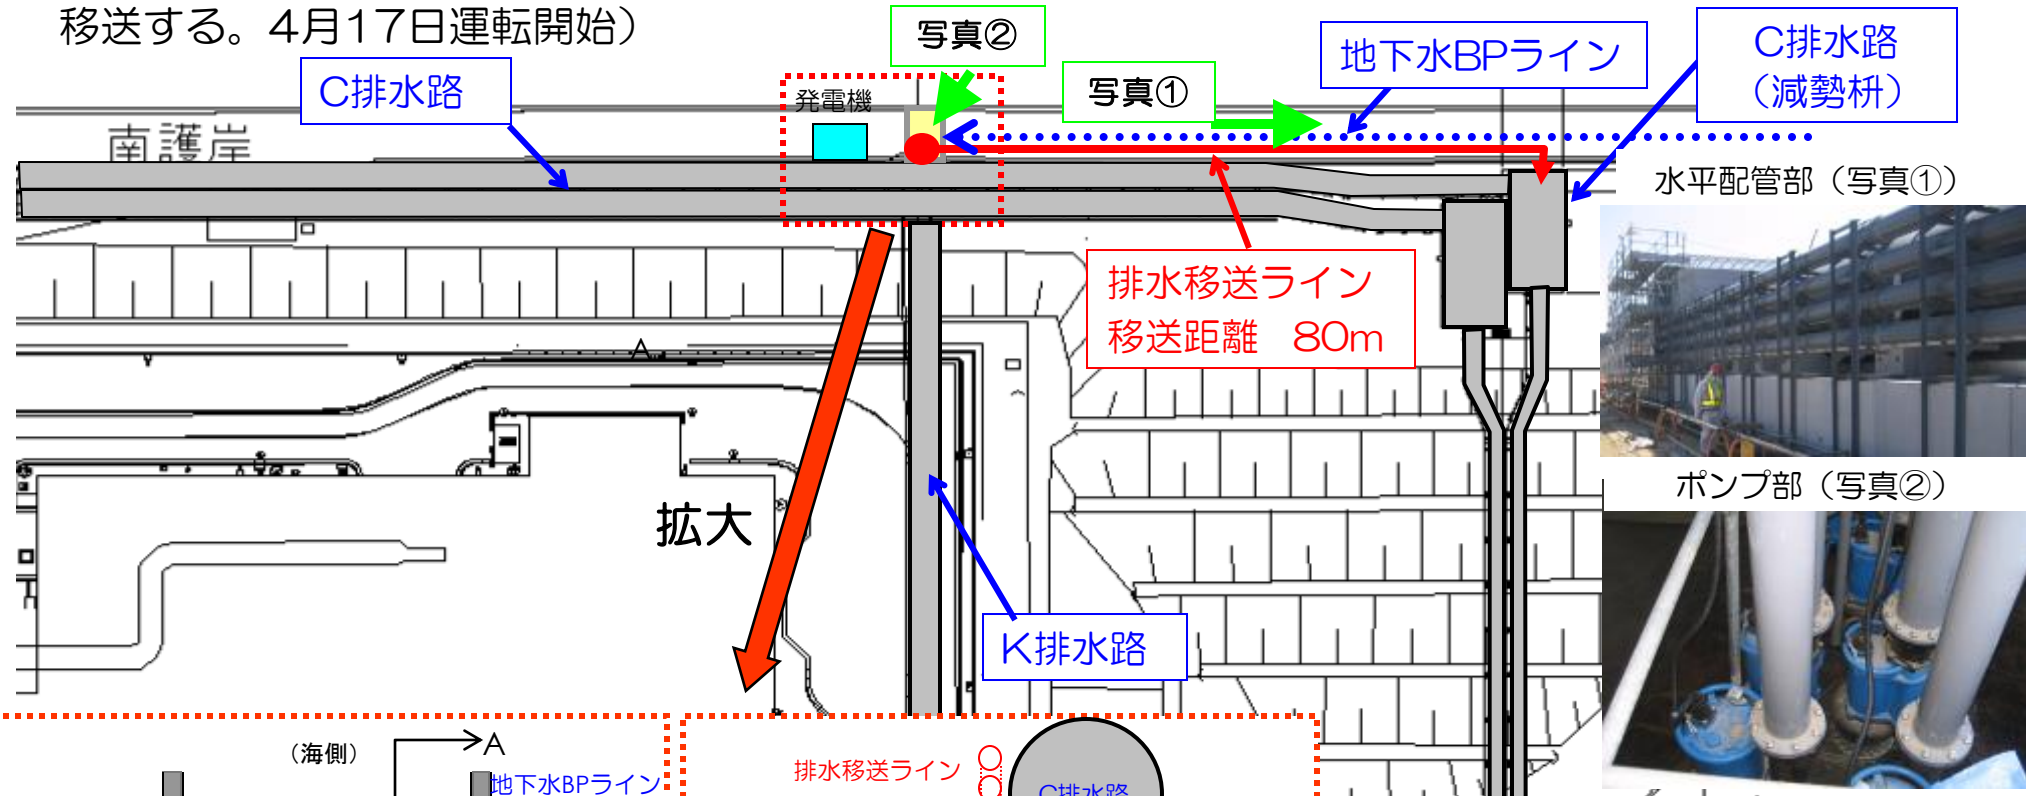 移送する。4月17日運転開始）
写真②
C排水路
発電機
写真①
地下水BPライン
C排水路
（減勢枡）
南護岸
水平配管部（写真①）
排水移送ライン
移送距離　80m
A
拡大
ポンプ部（写真②）
K排水路
（海側）
A
地下水BPライン
排水移送ライン
C排水路